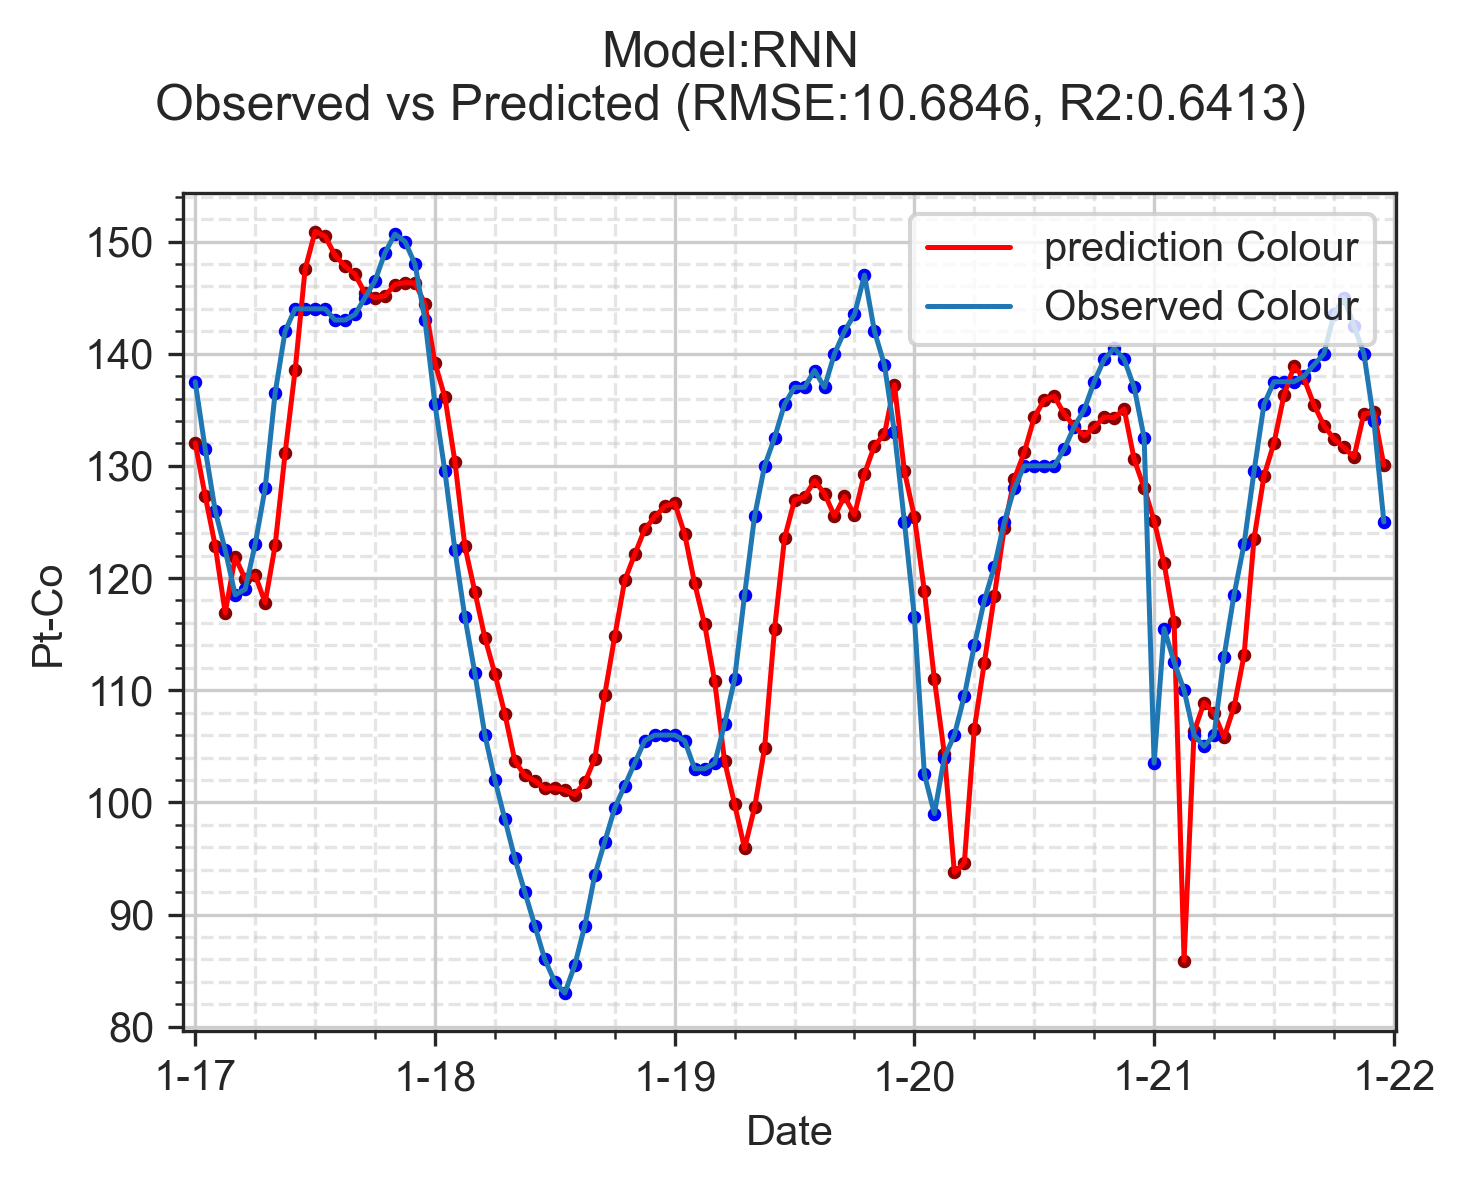 Model:RNN
Observed vs Predicted (RMSE:10.6846, R2:0.6413)
prediction Colour
Observed Colour
150
140
130
120
110
100
90
80
Pt-Co
1-17 1-18 1-19 1-20 1-21 1-22
Date